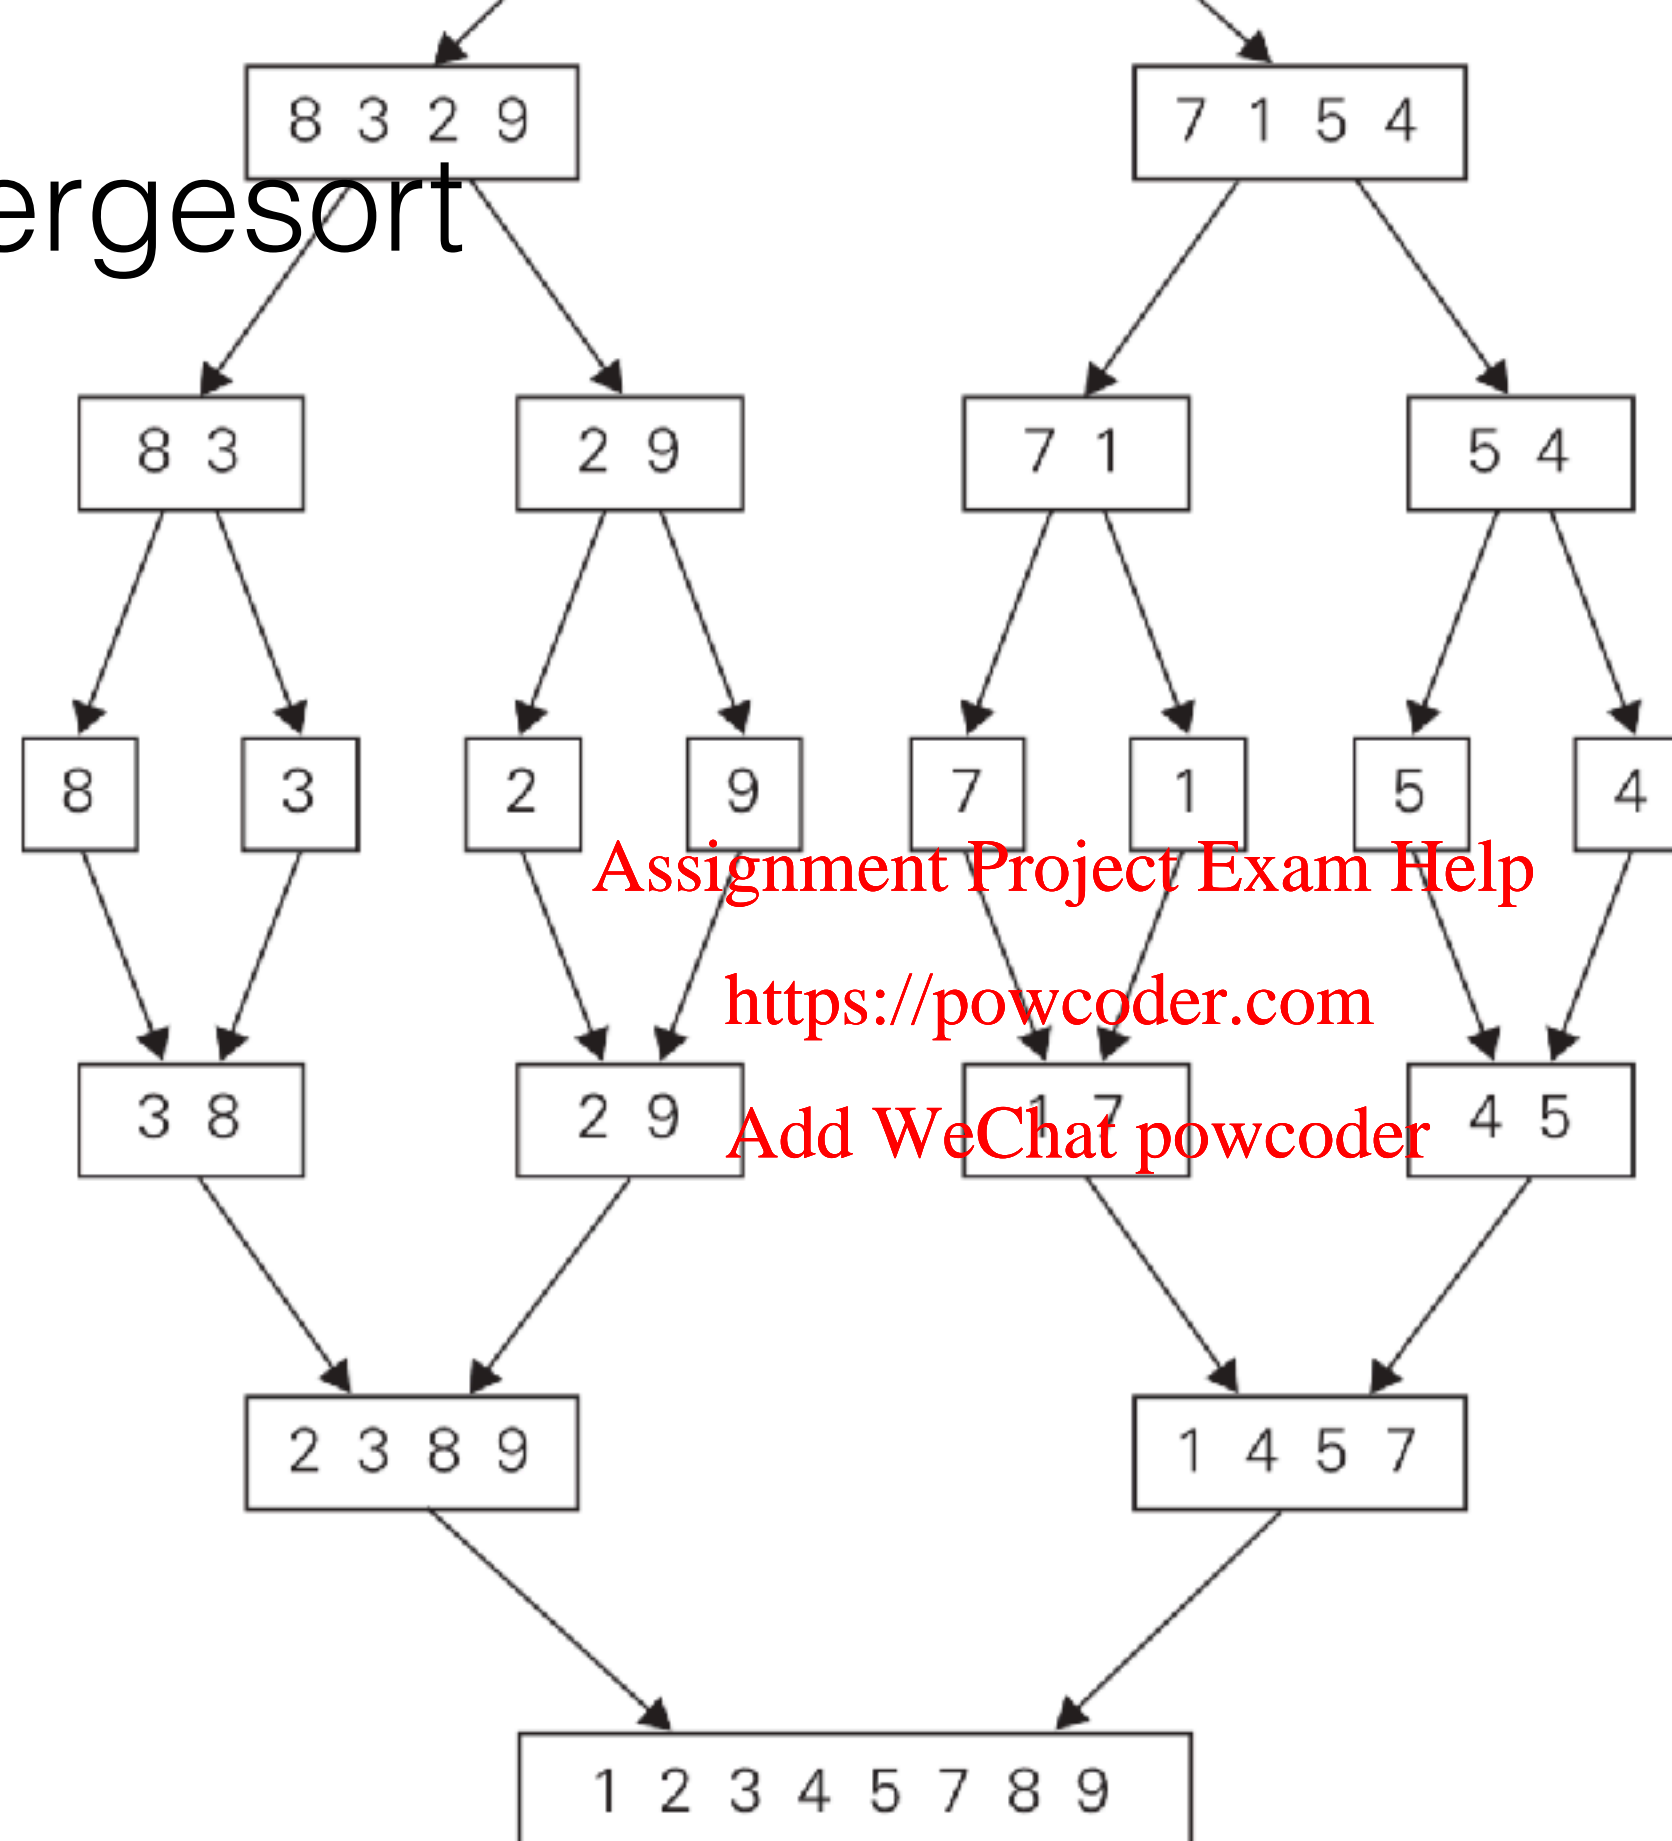 8 3 2 9 7 1 5 4
ergesort
8 3 2 9 7 1 5 4
8 3 2 9 7 1 5 4
Assignment Project Exam Help
https://powcoder.com
3 8 2 9 1 7 4 5
Add WeChat powcoder
2 3 8 9 1 4 5 7
1 2 3 4 5 7 8 9